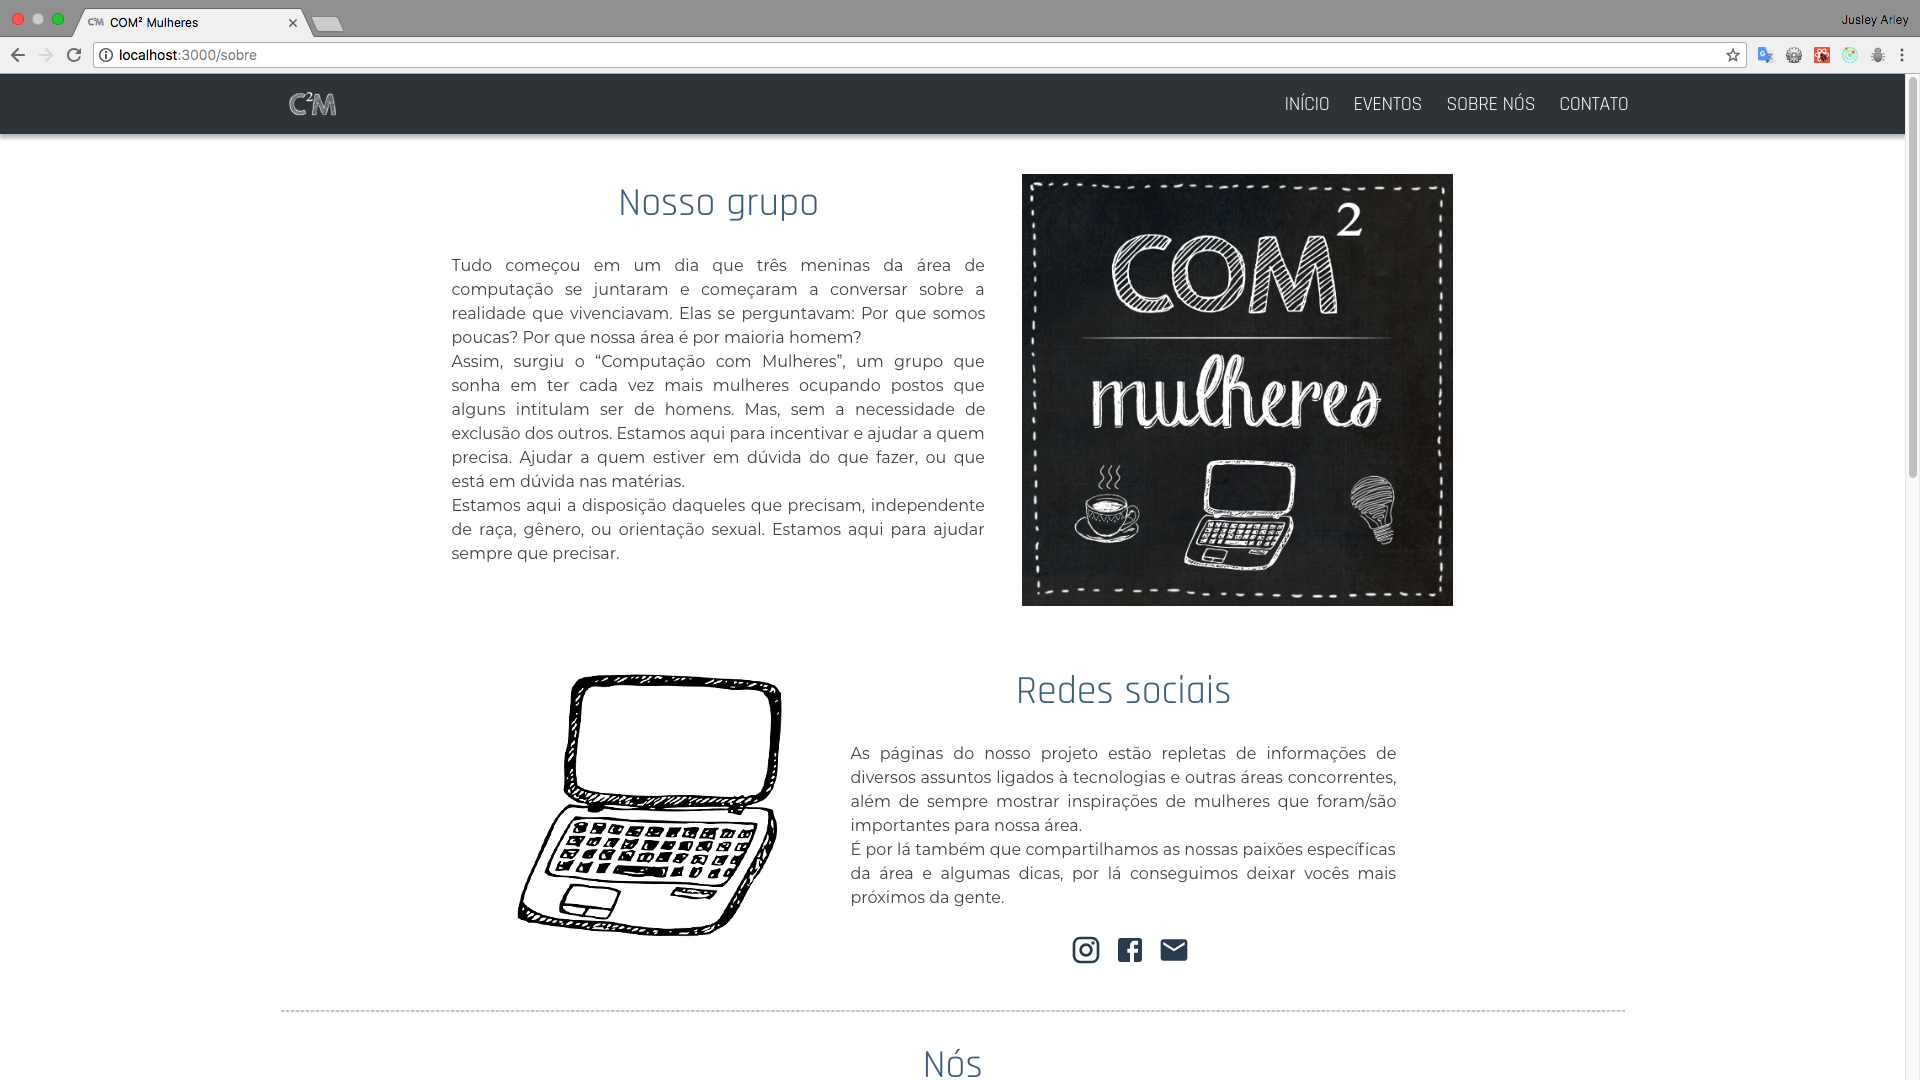 COM² Mulheres
Jusley Arley
localhost:3000/sobre
C²M
INÍCIO EVENTOS SOBRE NÓS CONTATO
Nosso grupo
Tudo começou em um dia que três meninas da área de
computação se juntaram e começaram a conversar sobre a
realidade que vivenciavam. Elas se perguntavam: Por que somos
poucas? Por que nossa área é por maioria homem?
Assim, surgiu o “Computação com Mulheres”, um grupo que
sonha em ter cada vez mais mulheres ocupando postos que
alguns intitulam ser de homens. Mas, sem a necessidade de
exclusão dos outros. Estamos aqui para incentivar e ajudar a quem
precisa. Ajudar a quem estiver em dúvida do que fazer, ou que
está em dúvida nas matérias.
Estamos aqui a disposição daqueles que precisam, independente
de raça, gênero, ou orientação sexual. Estamos aqui para ajudar
sempre que precisar.
COM²
mulheres
Redes sociais
As páginas do nosso projeto estão repletas de informações de
diversos assuntos ligados à tecnologias e outras áreas concorrentes,
além de sempre mostrar inspirações de mulheres que foram/são
importantes para nossa área.
É por lá também que compartilhamos as nossas paixões específicas
da área e algumas dicas, por lá conseguimos deixar vocês mais
próximos da gente.
Nós